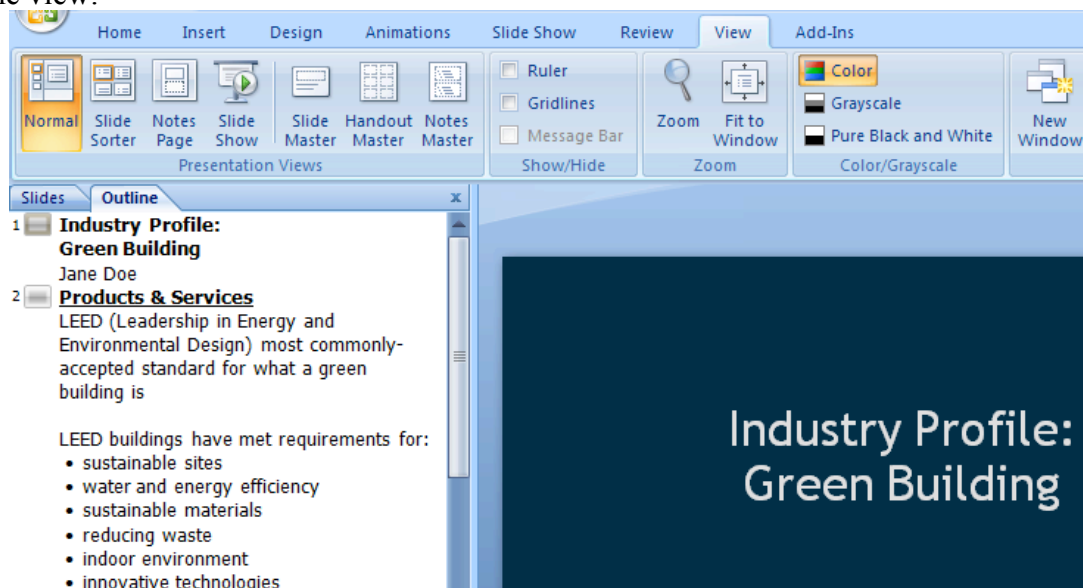 view.
Home Insert Design Animations Slide Show Review View Add-Ins
Normal
Slide Sorter
Notes Page
Slide Show
Slide Master
Handout Master
Notes Master
Presentation Views
Ruler
Gridlines
Message Bar
Show/Hide
Zoom
Fit to Window
Zoom
Color
Grayscale
Pure Black and White
Color/Grayscale
New Window
Slides Outline x
1 Industry Profile:
Green Building
Jane Doe
2 Products & Services
LEED (Leadership in Energy and
Environmental Design) most commonly-
accepted standard for what a green
building is
LEED buildings have met requirements for:
• sustainable sites
• water and energy efficiency
• sustainable materials
• reducing waste
• indoor environment
• innovative technologies
Industry Profile:
Green Building